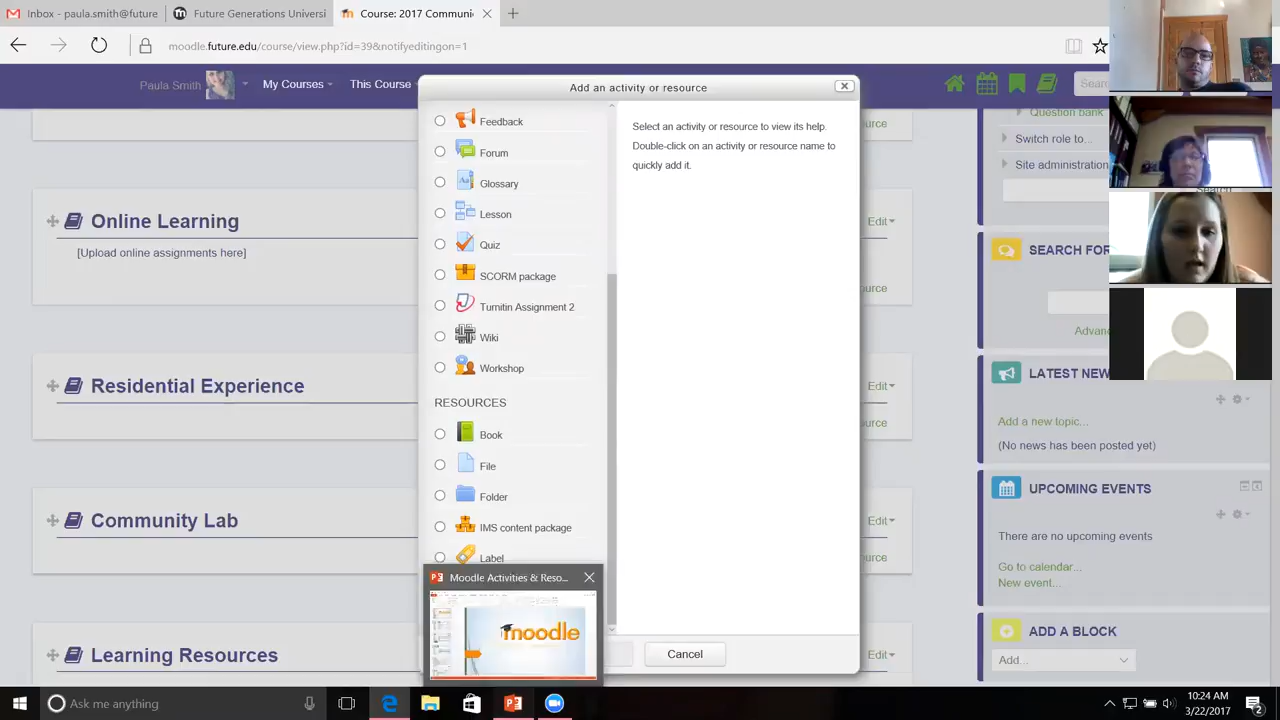 Inbox - paula.smith@future
Future Generations Universi
Course: 2017 Communi
moodle.future.edu/course/view.php?id=39&notifyeditingon=1
Paula Smith
My Courses
This Course
Sear
Add an activity or resource
Feedback
Forum
Glossary
Lesson
Quiz
SCORM package
Turnitin Assignment 2
Wiki
Workshop
RESOURCES
Book
File
Folder
IMS content package
Label
Select an activity or resource to view its help.
Double-click on an activity or resource name to
quickly add it.
Cancel
Online Learning
[Upload online assignments here]
Residential Experience
Community Lab
Learning Resources
Edit
Edit
Edit
Edit
urce
urce
urce
urce
Question bank
Switch role to...
Site administration
Search
SEARCH FOR
Advan
LATEST NEW
Add a new topic...
(No news has been posted yet)
UPCOMING EVENTS
There are no upcoming events
Go to calendar...
New event...
ADD A BLOCK
Add...
Moodle Activities & Reso...
moodle
Ask me anything
10:24 AM
3/22/2017
2